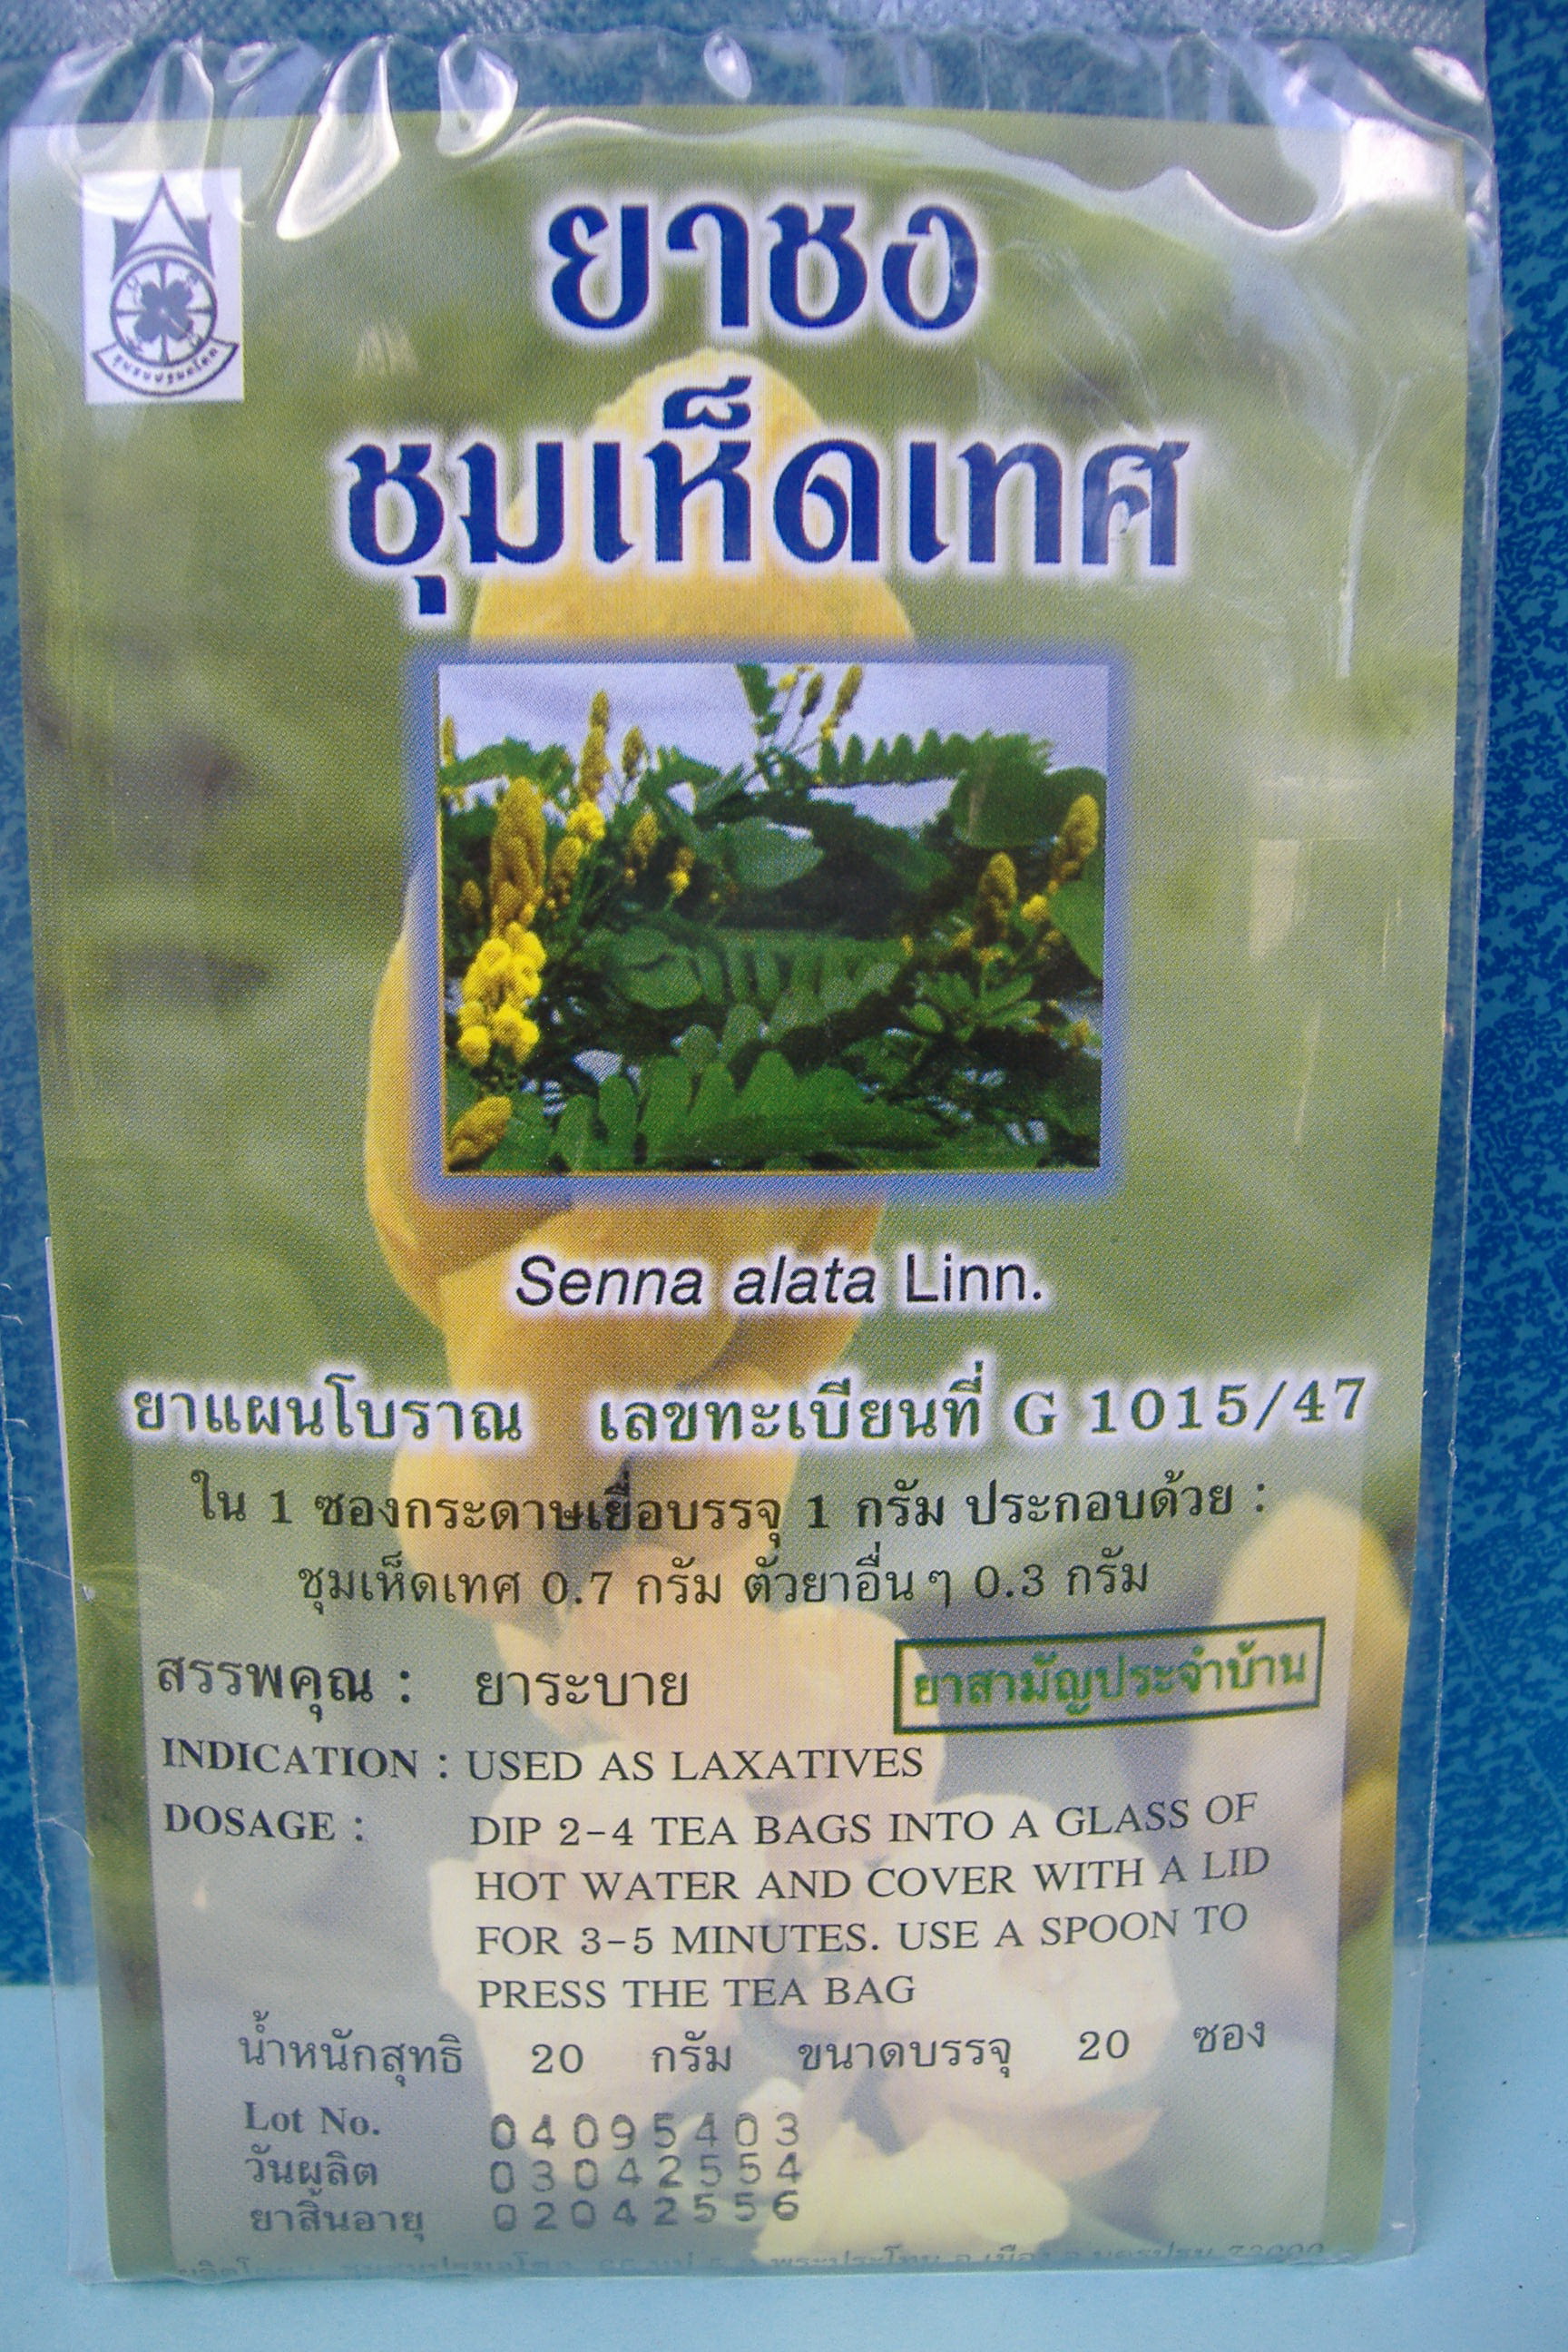 ยาชง
ชุมเห็ดเทศ
Senna alata Linn.
ยาแผนโบราณ เลขทะเบียนที่ G 1015/47
ใน 1 ซองกระดาษเยื่อบรรจุ 1 กรัม ประกอบด้วย :
ชุมเห็ดเทศ 0.7 กรัม ตัวยาอื่นๆ 0.3 กรัม
สรรพคุณ : ยาระบาย ยาสามัญประจำบ้าน
INDICATION : USED AS LAXATIVES
DOSAGE : DIP 2-4 TEA BAGS INTO A GLASS OF
HOT WATER AND COVER WITH A LID
FOR 3-5 MINUTES. USE A SPOON TO
PRESS THE TEA BAG
น้ำหนักสุทธิ 20 กรัม ขนาดบรรจุ 20 ซอง
Lot No. 04095403
วันผลิต 03042554
ยาสิ้นอายุ 02042556